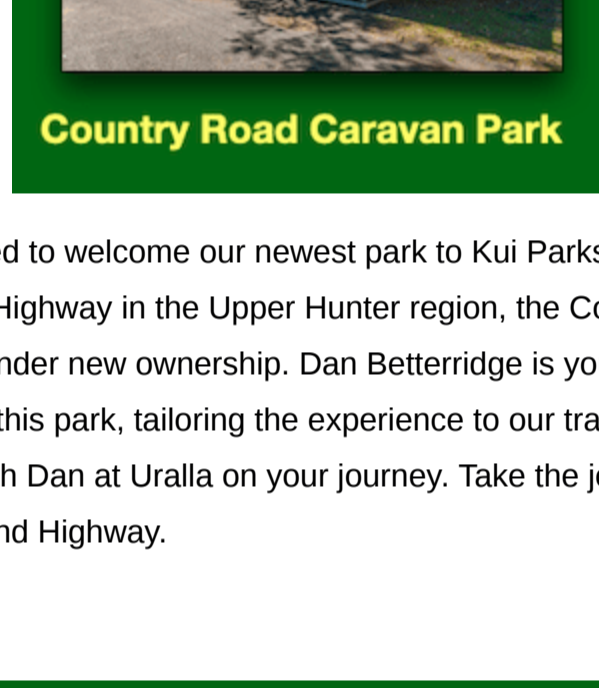 Country Road Caravan Park
ed to welcome our newest park to Kui Parks
Highway in the Upper Hunter region, the Co
nder new ownership. Dan Betterridge is yo
this park, tailoring the experience to our tra
h Dan at Uralla on your journey. Take the j
nd Highway.